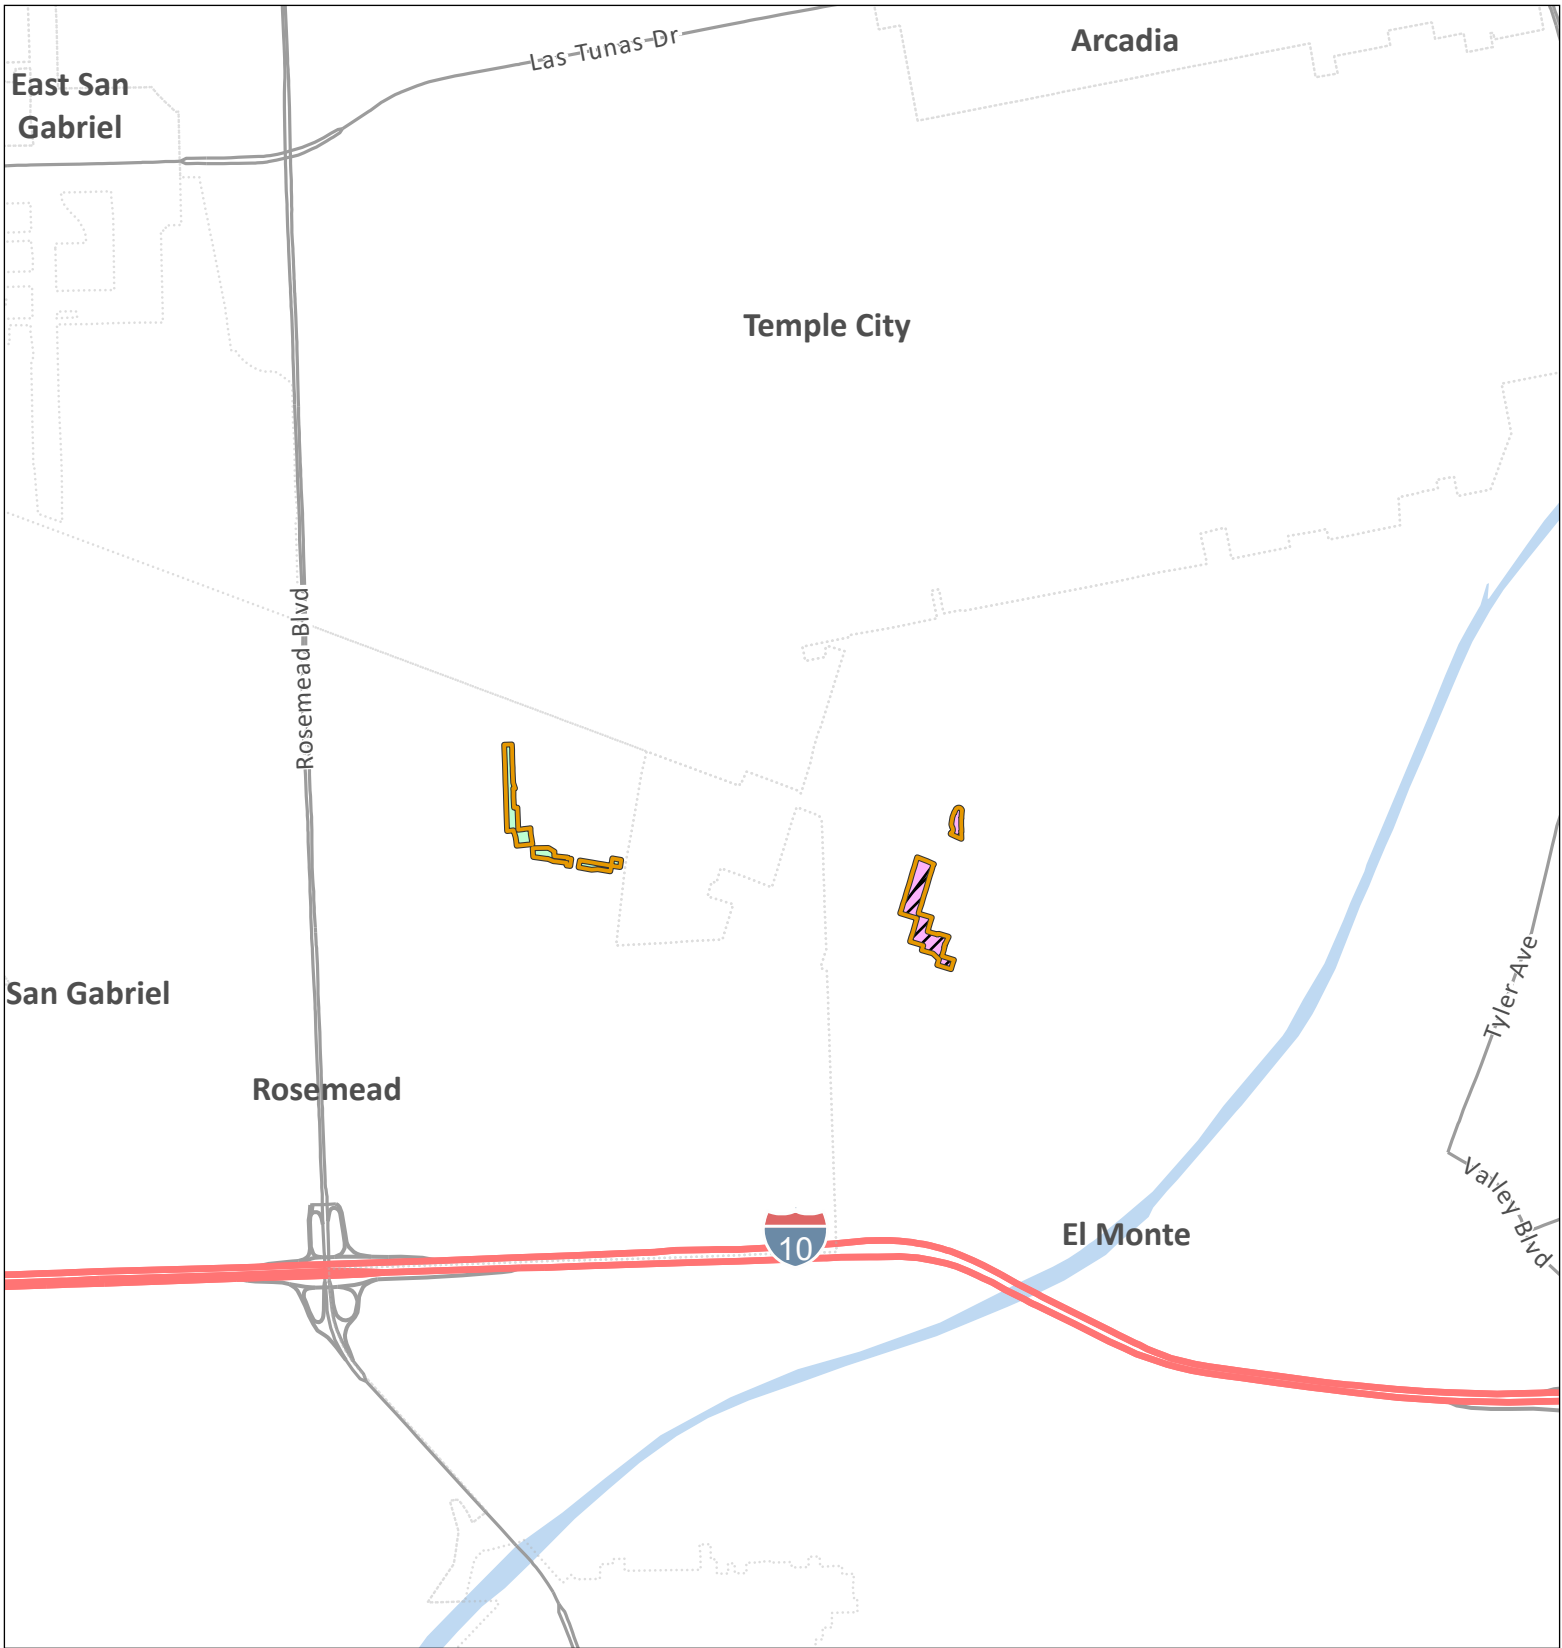 Las Tunas Dr
Arcadia
East San
Gabriel
Temple City
Rosemead Blvd
San Gabriel
Tyler Ave
Rosemead
Valley Blvd
El Monte
10